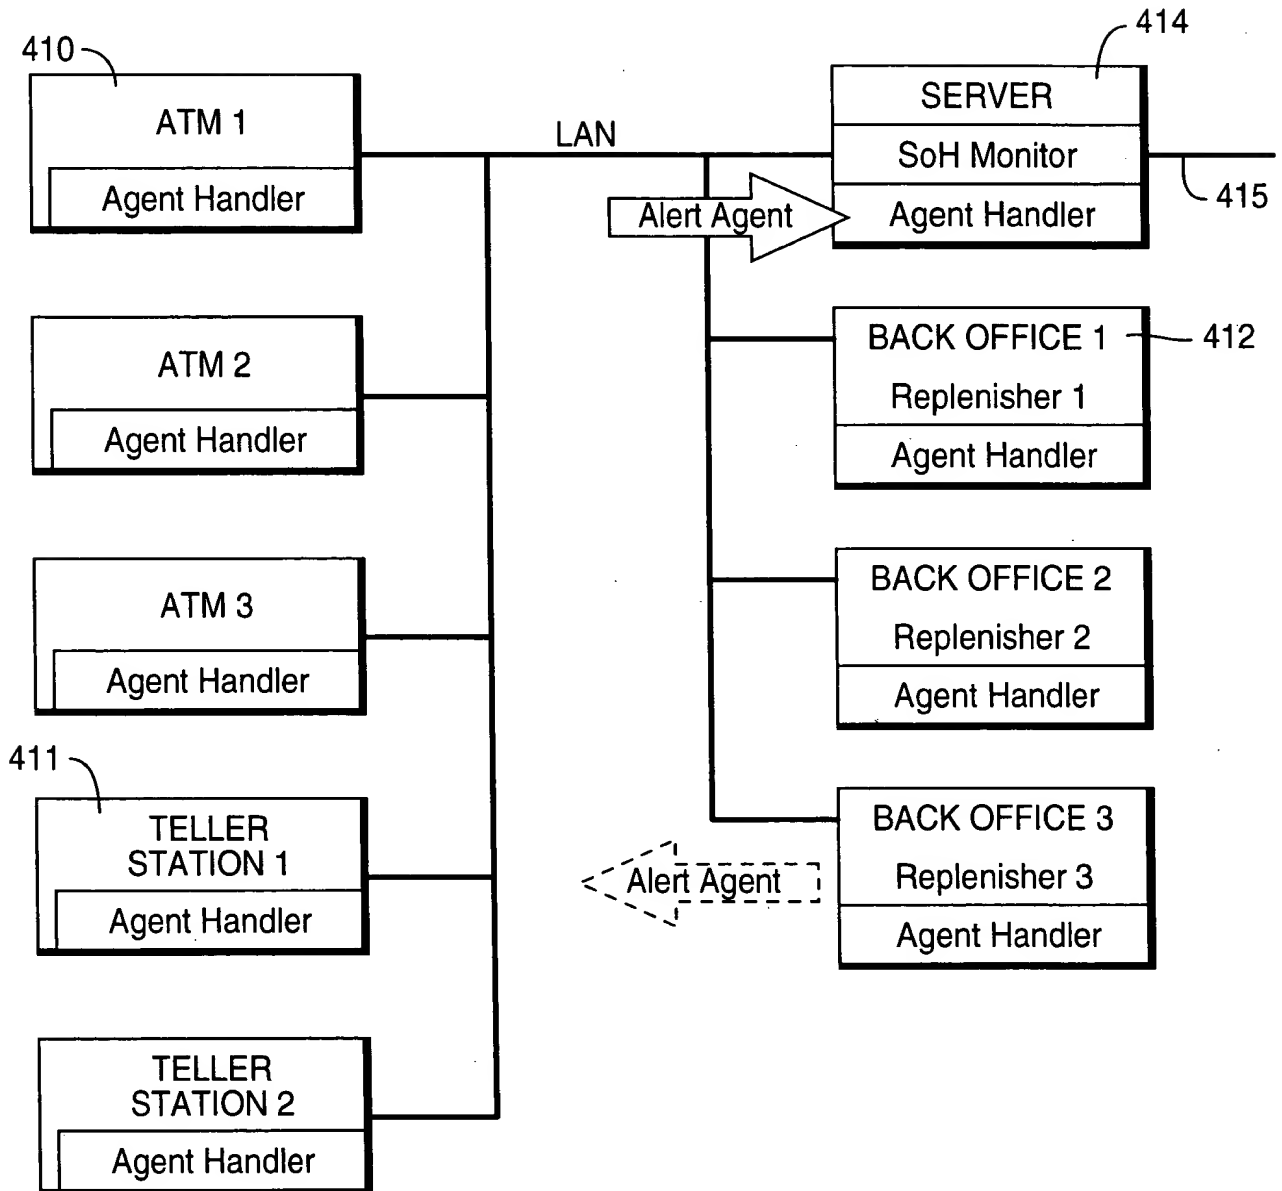 410
ATM 1
Agent Handler
ATM 2
Agent Handler
ATM 3
Agent Handler
411
TELLER
STATION 1
Agent Handler
TELLER
STATION 2
Agent Handler
LAN
414
SERVER
SoH Monitor
Agent Handler
415
Alert Agent
BACK OFFICE 1
Replenisher 1
Agent Handler
412
BACK OFFICE 2
Replenisher 2
Agent Handler
BACK OFFICE 3
Replenisher 3
Agent Handler
Alert Agent